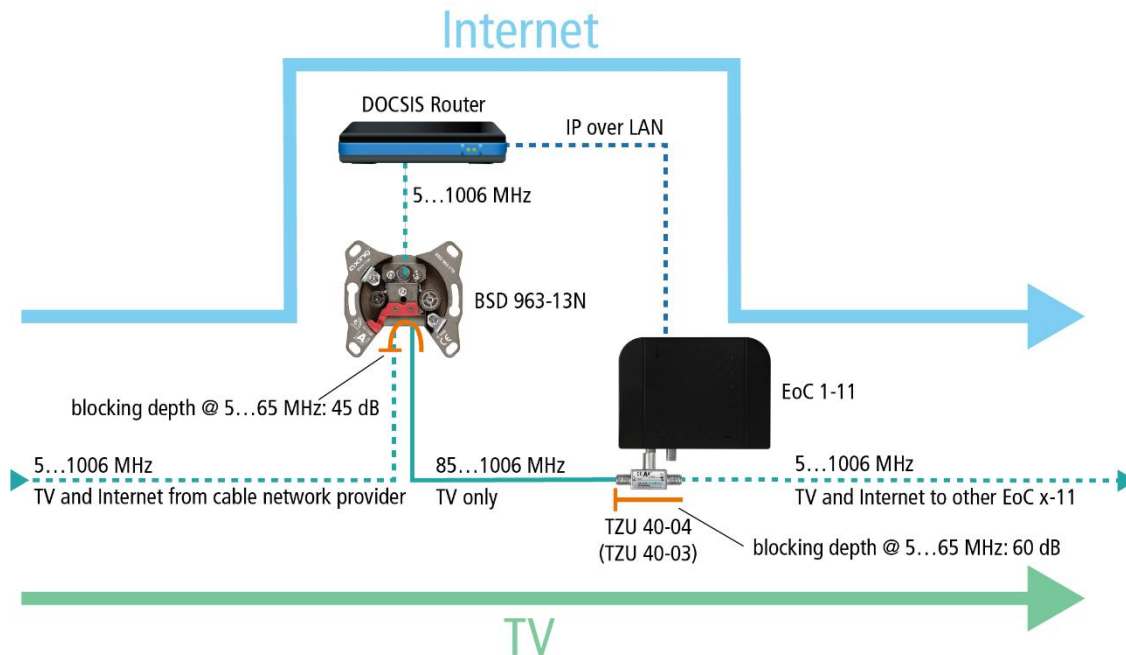 Internet
DOCSIS Router
IP over LAN
5…1006 MHz
BSD 963-13N
blocking depth @ 5…65 MHz: 45 dB
EoC 1-11
5…1006 MHz
TV and Internet from cable network provider
85…1006 MHz
TV only
5…1006 MHz
TV and Internet to other EoC x-11
TZU 40-04
(TZU 40-03)
blocking depth @ 5…65 MHz: 60 dB
TV